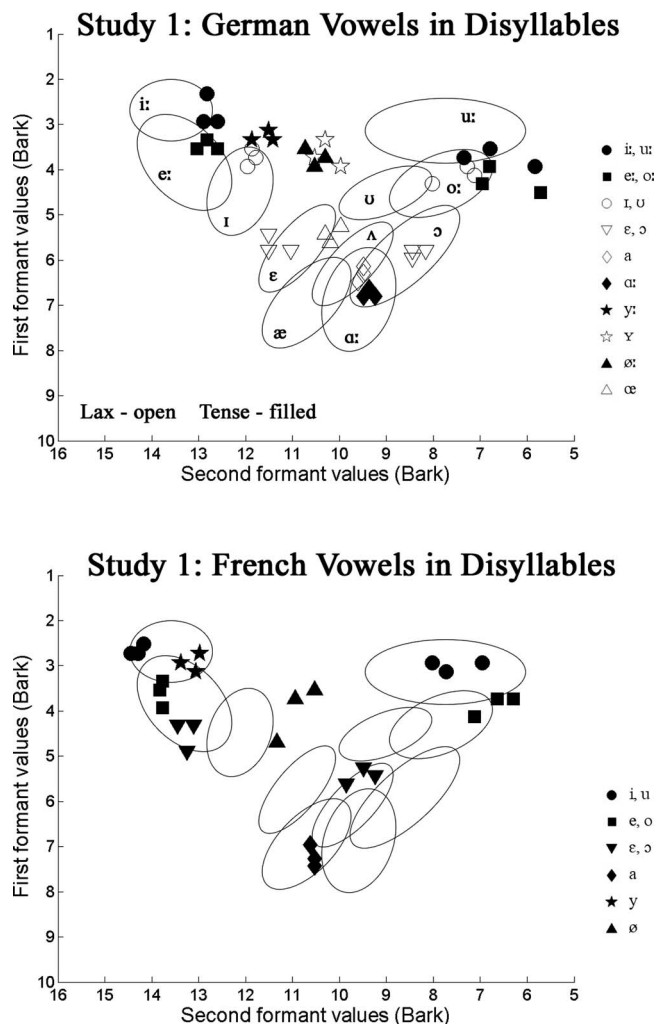 Study 1: German Vowels in Disyllables
1
2
3
4
5
6
7
8
9
10
First formant values (Bark)
iː
eː
ɪ
ɛ
æ
uː
ʊ
oː
ʌ
ɔ
ɑː
Lax - open Tense - filled
16 15 14 13 12 11 10 9 8 7 6 5
Second formant values (Bark)
iː, uː
eː, oː
ɪ, ʊ
ɛ, ɔ
a
ɑː
yː
ʏ
øː
œ
Study 1: French Vowels in Disyllables
1
2
3
4
5
6
7
8
9
10
First formant values (Bark)
16 15 14 13 12 11 10 9 8 7 6 5
Second formant values (Bark)
i, u
e, o
ɛ, ɔ
a
y
ø